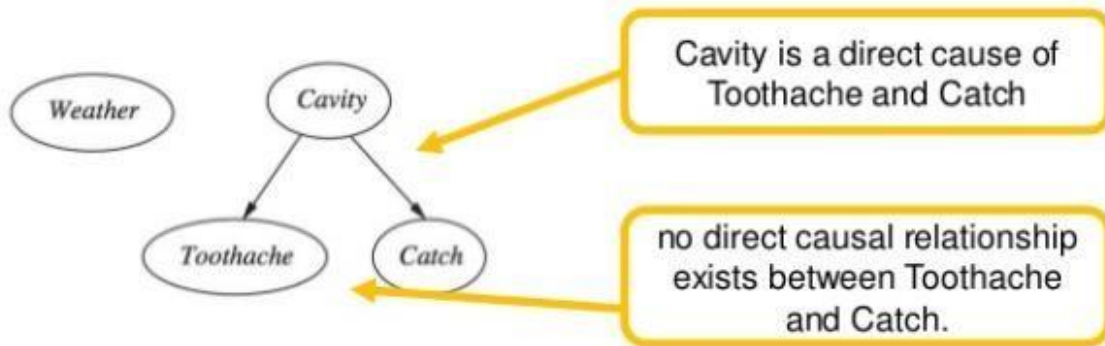 Weather
Cavity
Cavity is a direct cause of
Toothache and Catch
Toothache
Catch
no direct causal relationship
exists between Toothache
and Catch.